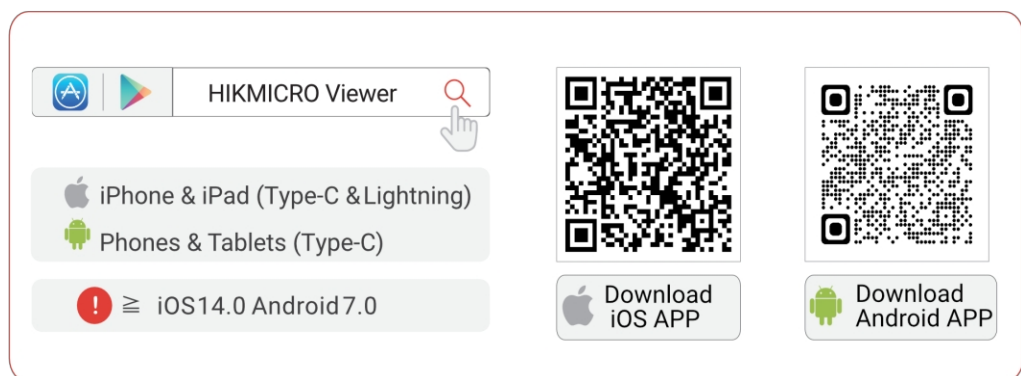 HIKMICRO Viewer
iPhone & iPad (Type-C & Lightning)
Phones & Tablets (Type-C)
! ≧ iOS14.0 Android 7.0
Download
iOS APP
Download
Android APP